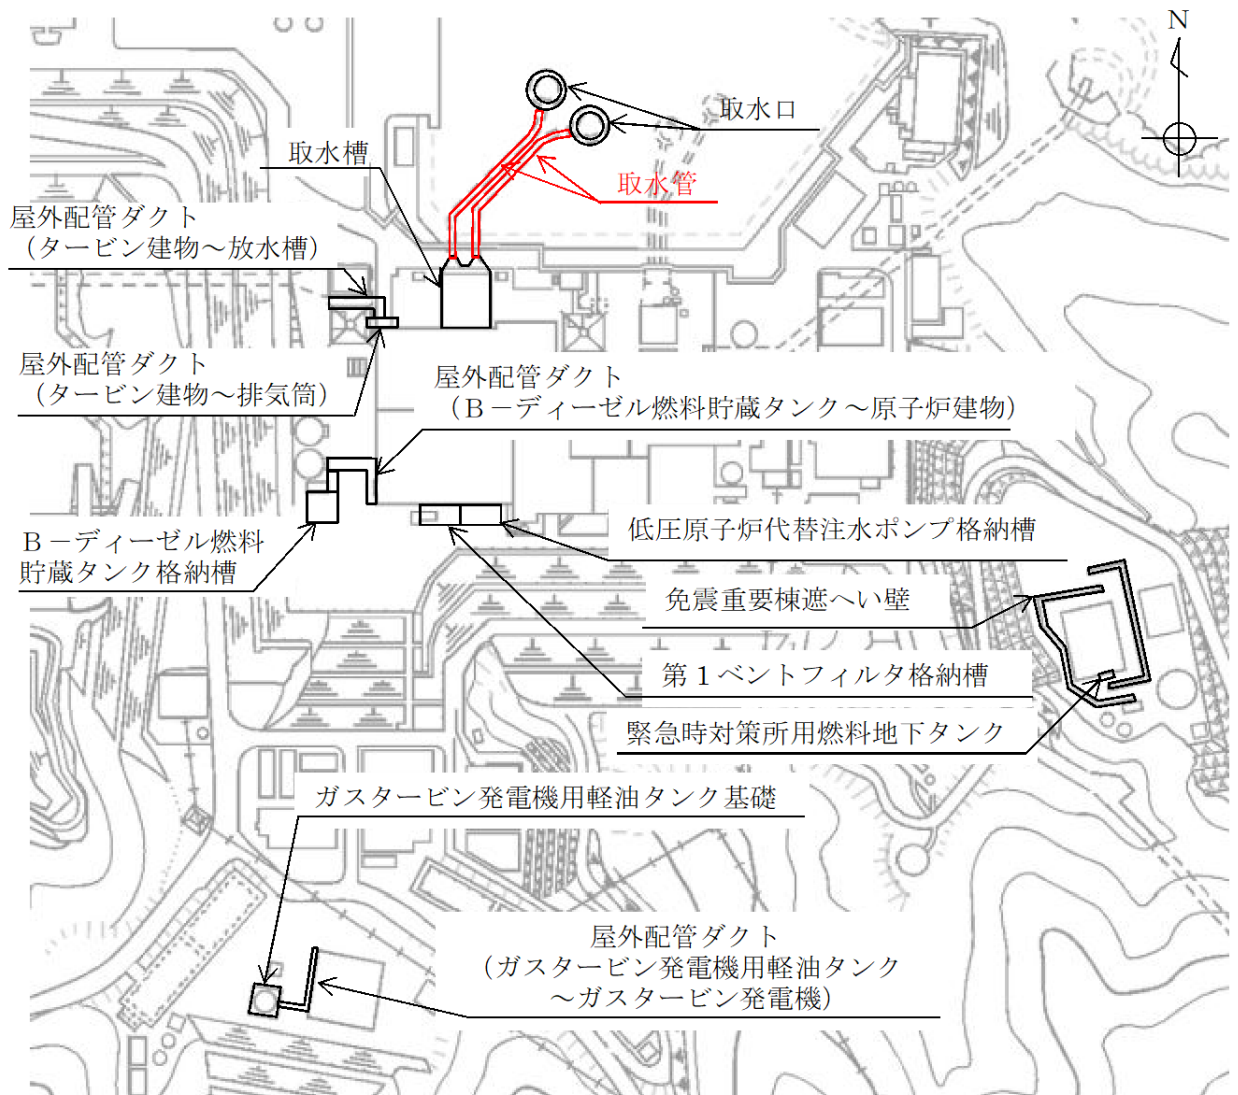 N
取水口
取水槽
取水管
屋外配管ダクト
（タービン建物～放水槽）
屋外配管ダクト
（タービン建物～排気筒）
屋外配管ダクト
（Ｂ－ディーゼル燃料貯蔵タンク～原子炉建物）
Ｂ－ディーゼル燃料
貯蔵タンク格納槽
低圧原子炉代替注水ポンプ格納槽
免震重要棟遮へい壁
第１ベントフィルタ格納槽
緊急時対策所用燃料地下タンク
ガスタービン発電機用軽油タンク基礎
屋外配管ダクト
（ガスタービン発電機用軽油タンク
～ガスタービン発電機）